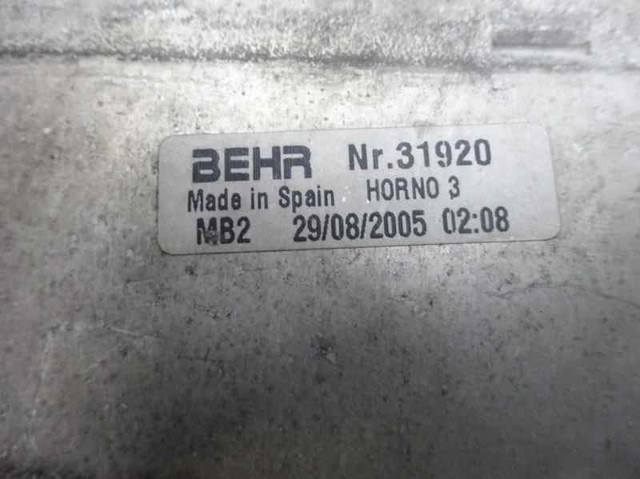 BEHR Nr.31920
Made in Spain HORNO 3
MB2 29/08/2005 02:08